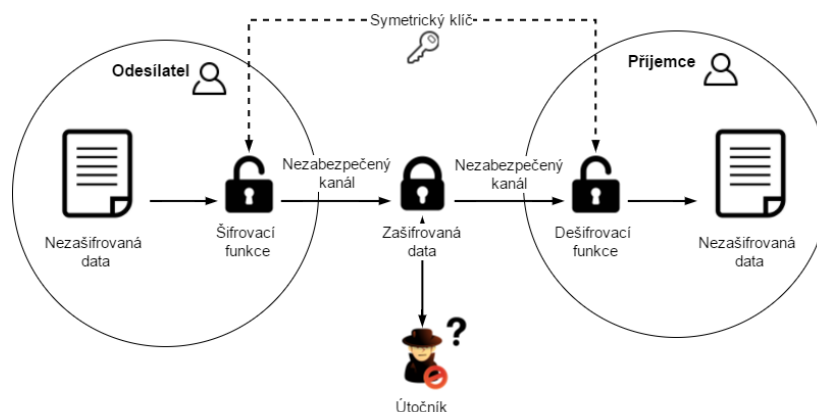 Symetrický klíč
Odesílatel
Příjemce
Nezabezpečený
kanál
Nezabezpečený
kanál
Nezašifrovaná
data
Šifrovací
funkce
Zašifrovaná
data
Dešifrovací
funkce
Nezašifrovaná
data
?
Útočník